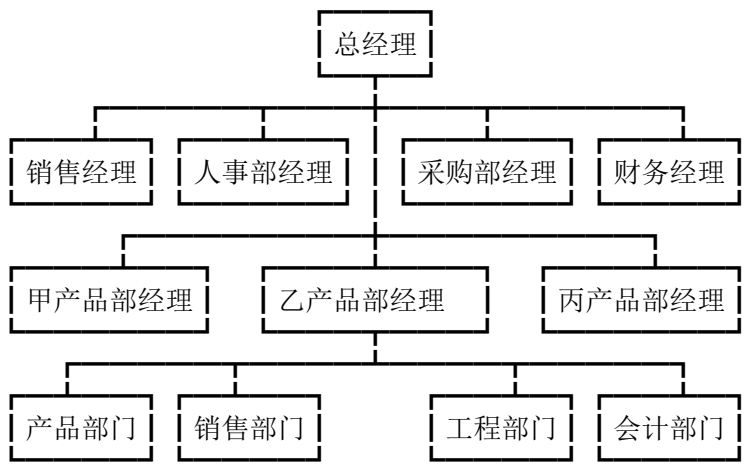 总经理
销售经理 人事部经理 采购部经理 财务经理
甲产品部经理 乙产品部经理 丙产品部经理
产品部门 销售部门 工程部门 会计部门